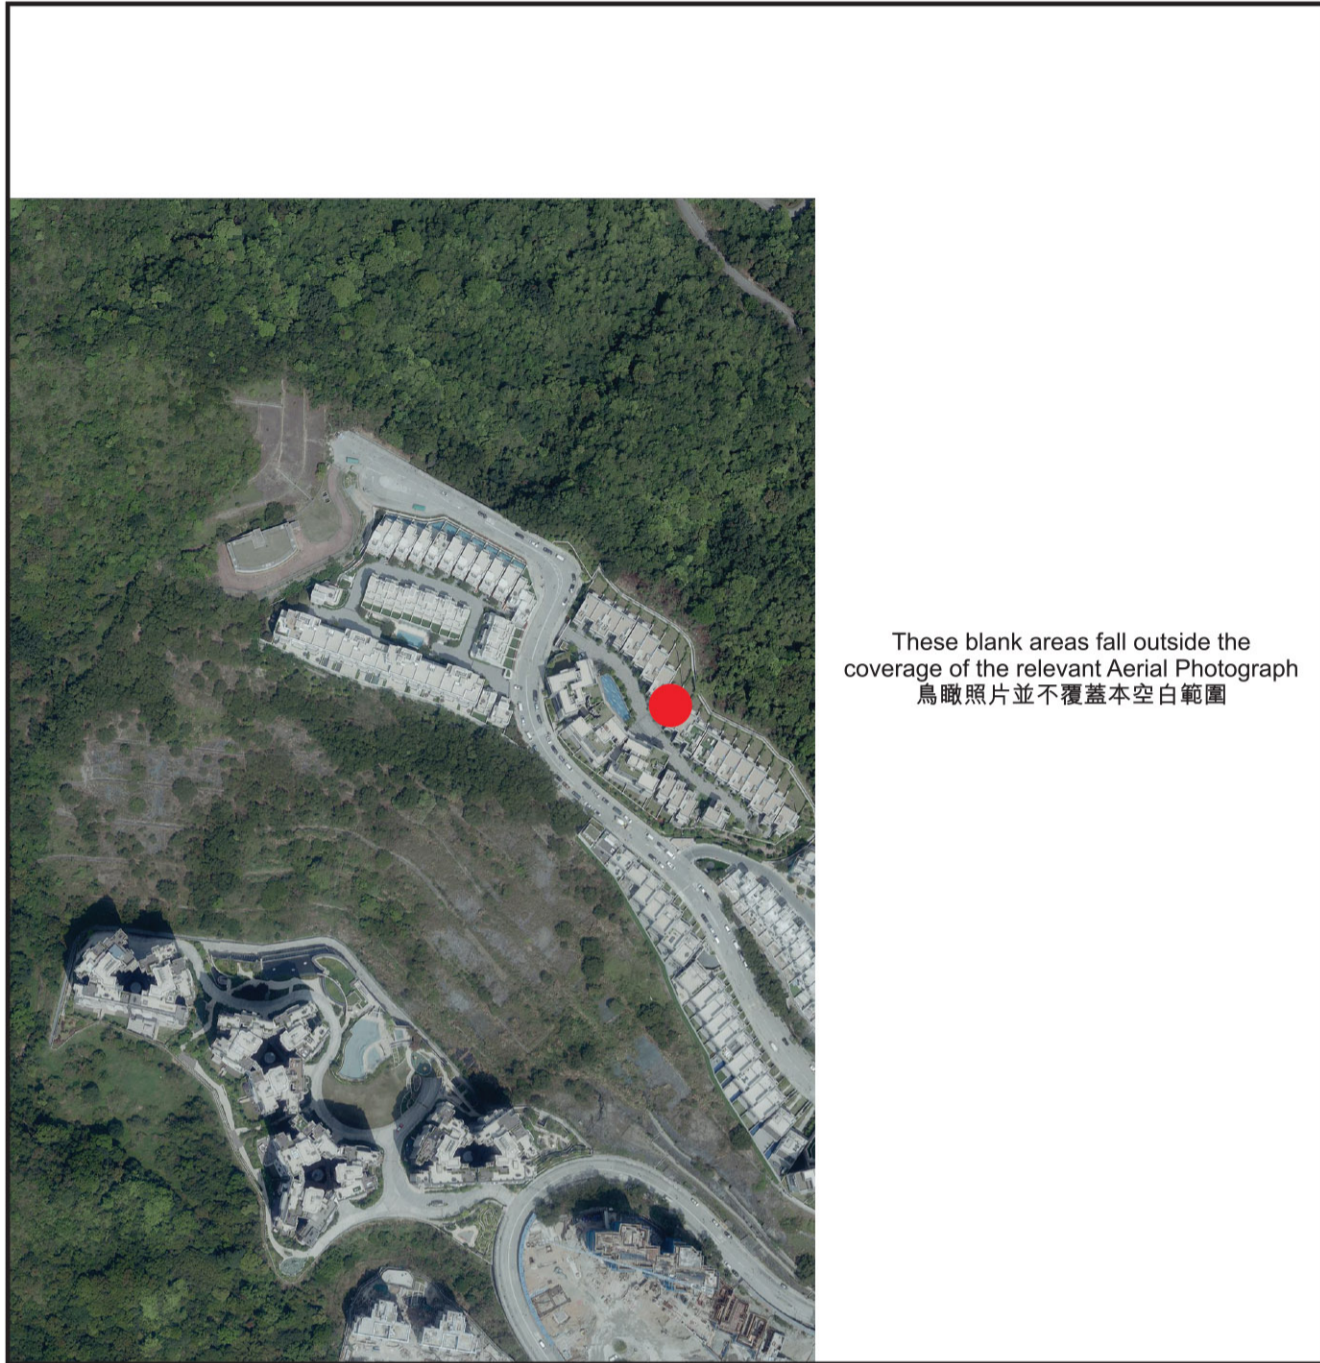 These blank areas fall outside the
coverage of the relevant Aerial Photograph
鳥瞰照片並不覆蓋本空白範圍